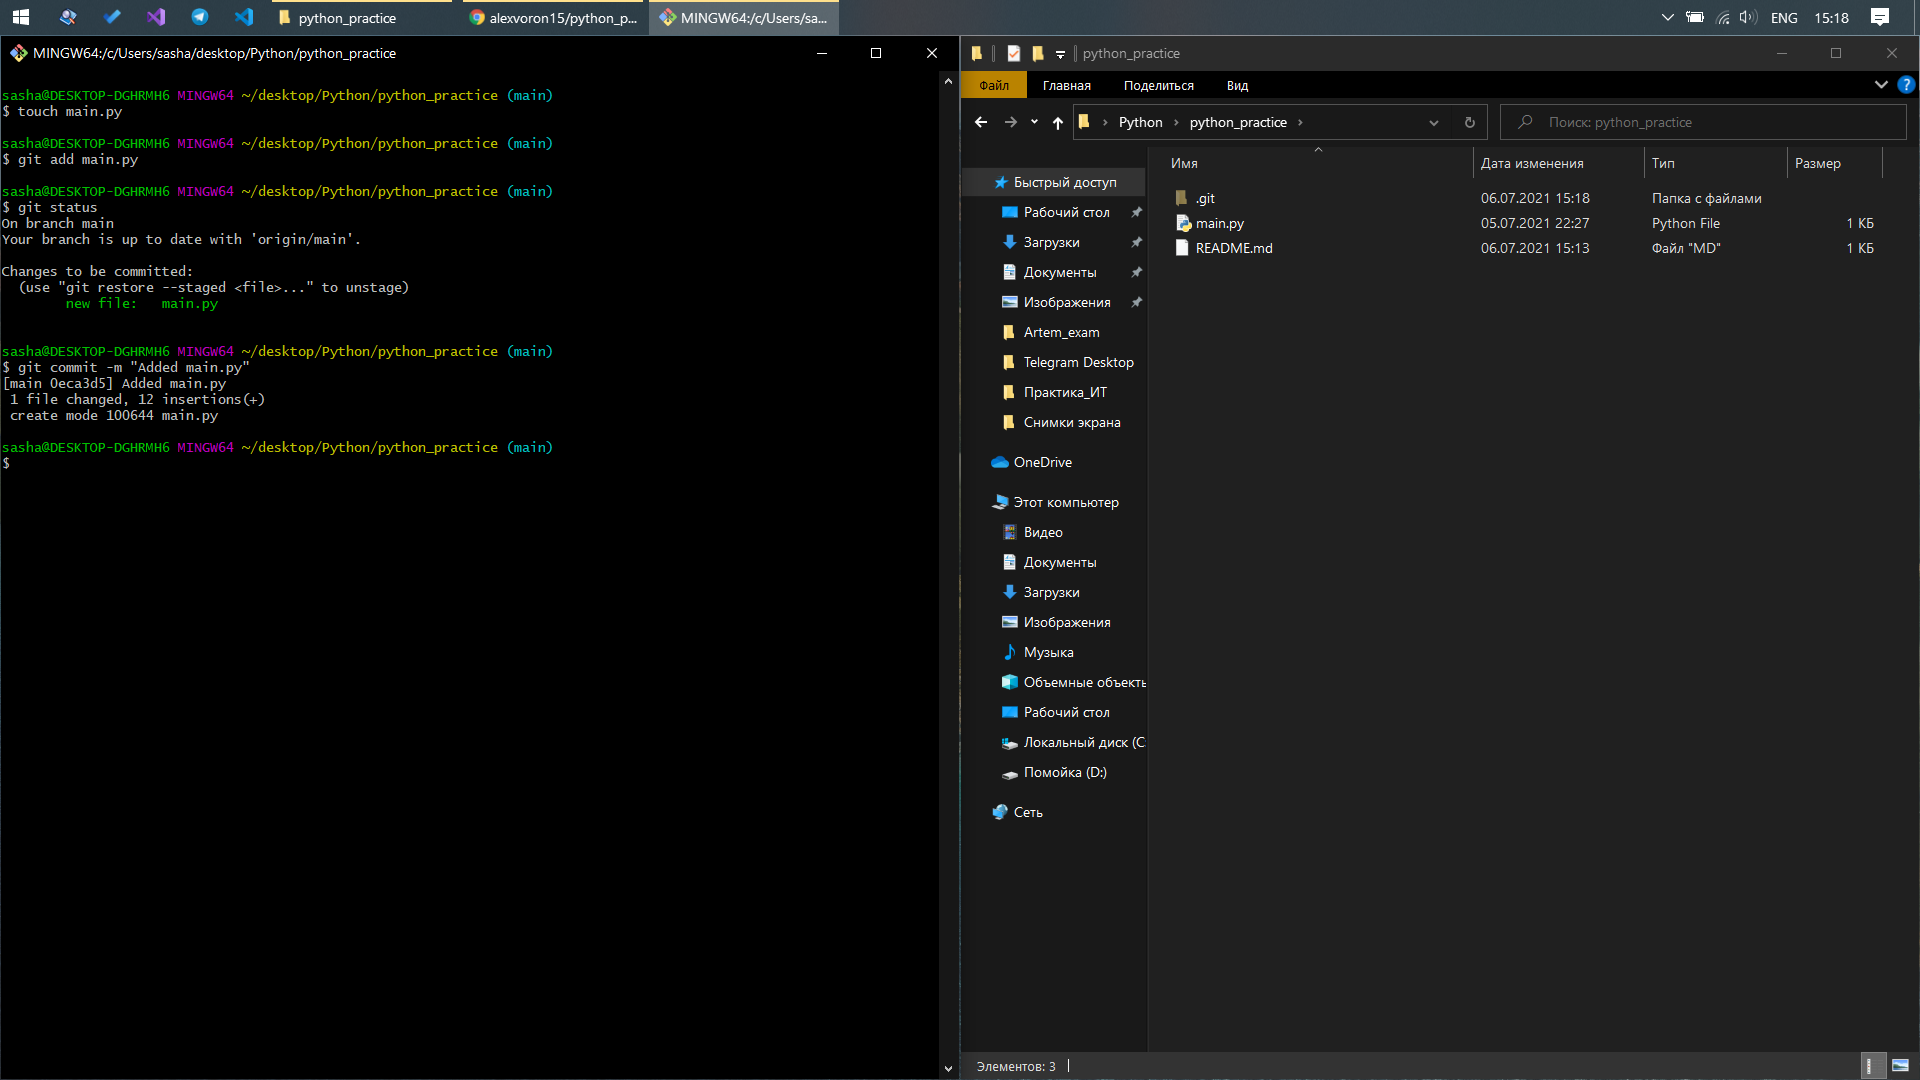 python_practice
alexvoron15/python_p...
MINGW64:/c/Users/sa...
ENG
15:18
MINGW64:/c/Users/sasha/desktop/Python/python_practice
sasha@DESKTOP-DGHRMH6 MINGW64 ~/desktop/Python/python_practice (main)
$ touch main.py
sasha@DESKTOP-DGHRMH6 MINGW64 ~/desktop/Python/python_practice (main)
$ git add main.py
sasha@DESKTOP-DGHRMH6 MINGW64 ~/desktop/Python/python_practice (main)
$ git status
On branch main
Your branch is up to date with 'origin/main'.
Changes to be committed:
(use "git restore --staged <file>..." to unstage)
new file:   main.py
sasha@DESKTOP-DGHRMH6 MINGW64 ~/desktop/Python/python_practice (main)
$ git commit -m "Added main.py"
[main 0eca3d5] Added main.py
1 file changed, 12 insertions(+)
create mode 100644 main.py
sasha@DESKTOP-DGHRMH6 MINGW64 ~/desktop/Python/python_practice (main)
$
python_practice
Файл Главная Поделиться Вид
Python python_practice
Поиск: python_practice
Имя Дата изменения Тип Размер
.git 06.07.2021 15:18 Папка с файлами
main.py 05.07.2021 22:27 Python File 1 КБ
README.md 06.07.2021 15:13 Файл "MD" 1 КБ
Быстрый доступ
Рабочий стол
Загрузки
Документы
Изображения
Artem_exam
Telegram Desktop
Практика_ИТ
Снимки экрана
OneDrive
Этот компьютер
Видео
Документы
Загрузки
Изображения
Музыка
Объемные объекты
Рабочий стол
Локальный диск (C:
Помойка (D:)
Сеть
Элементов: 3